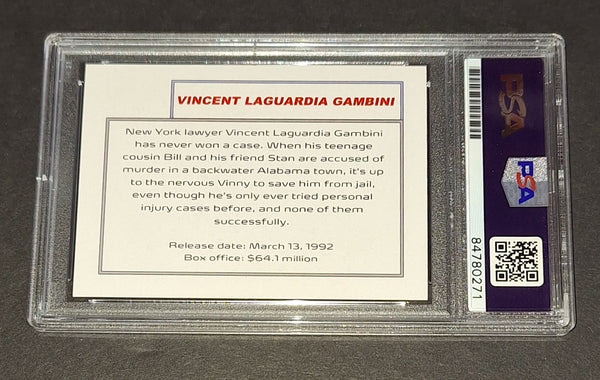 VINCENT LAGUARDIA GAMBINI
New York lawyer Vincent Laguardia Gambini
has never won a case. When his teenage
cousin Bill and his friend Stan are accused of
murder in a backwater Alabama town, it's up
to the nervous Vinny to save him from jail,
even though he's only ever tried personal
injury cases before, and none of them
successfully.
Release date: March 13, 1992
Box office: $64.1 million
PSA
PSA
84780271